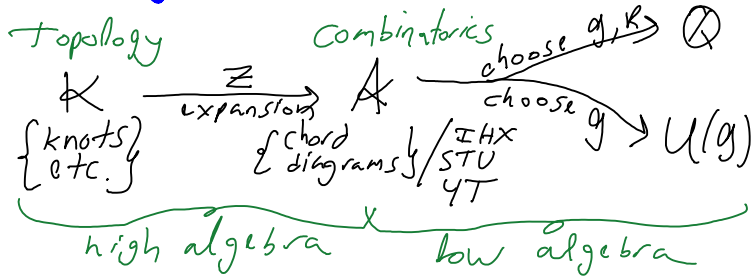 Topology Combinatorics
choose g, R ℚ
K Z A
expansion choose g U(g)
{knots etc.} {chord diagrams} / IHX STU 4T
high algebra low algebra